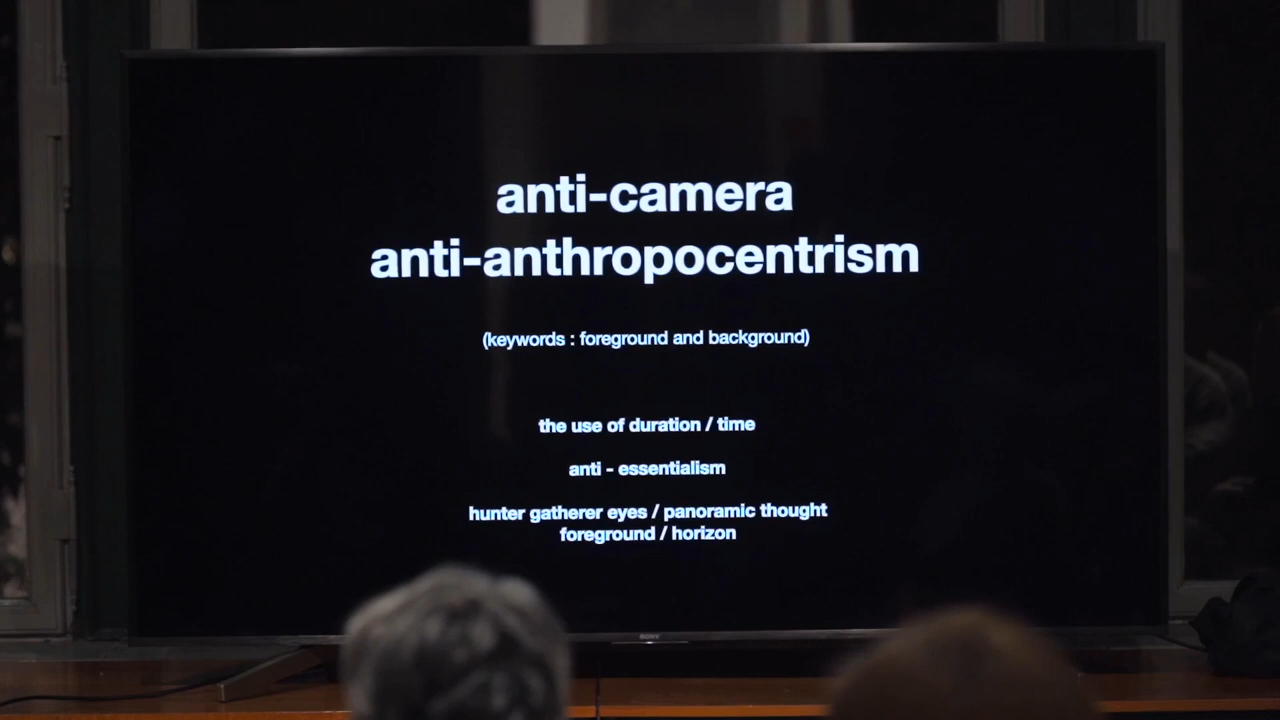 anti-camera
anti-anthropocentrism
(keywords : foreground and background)
the use of duration / time
anti - essentialism
hunter gatherer eyes / panoramic thought
foreground / horizon
SONY